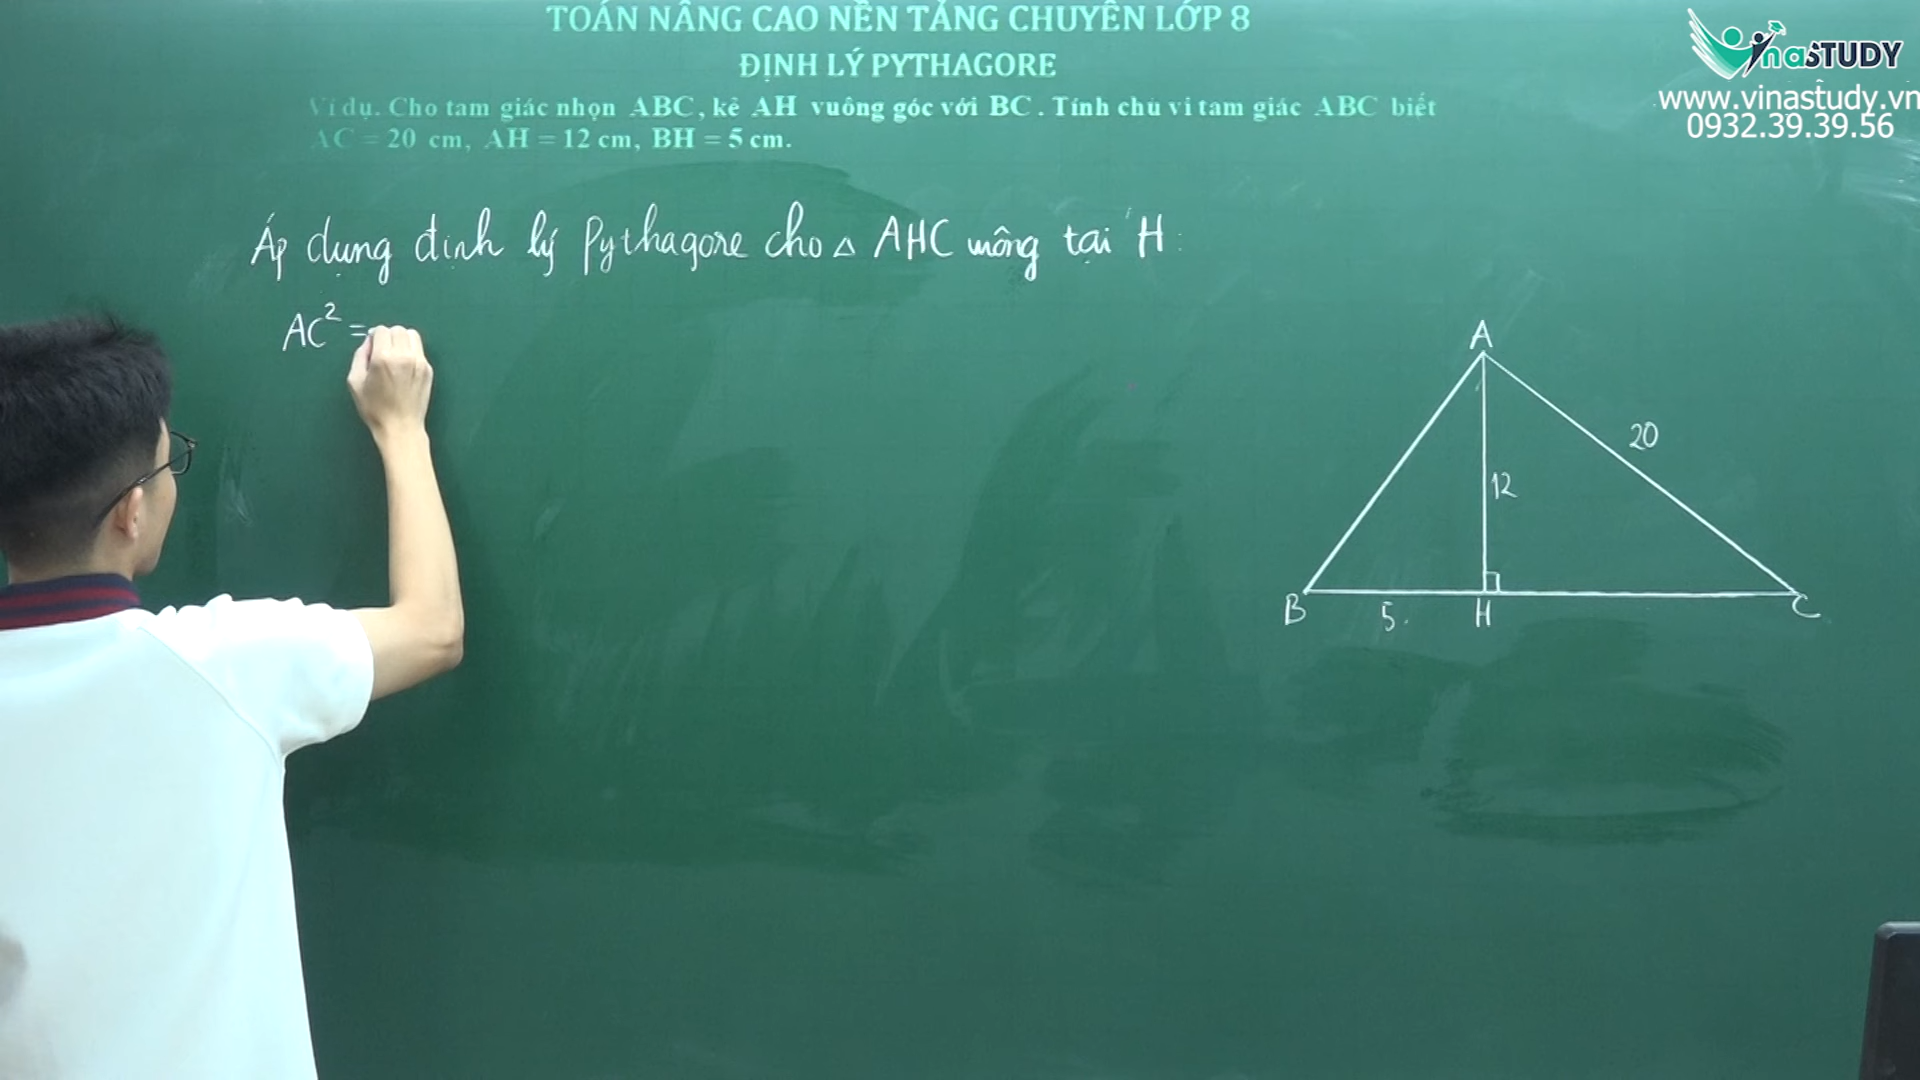 TOÁN NÂNG CAO NỀN TẢNG CHUYÊN LỚP 8
ĐỊNH LÝ PYTHAGORE
Ví dụ. Cho tam giác nhọn ABC, kẻ AH vuông góc với BC. Tính chu vi tam giác ABC biết
AC = 20 cm, AH = 12 cm, BH = 5 cm.
VinaSTUDY
www.vinastudy.vn
0932.39.39.56
Áp dụng định lý Pythagore cho △ AHC vuông tại H:
AC² =
A
20
12
B
5.
H
C